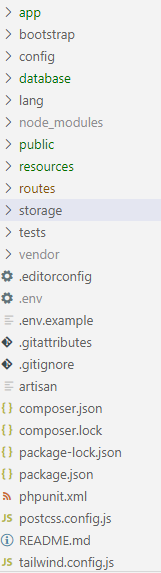 app
bootstrap
config
database
lang
node_modules
public
resources
routes
storage
tests
vendor
.editorconfig
.env
.env.example
.gitattributes
.gitignore
artisan
composer.json
composer.lock
package-lock.json
package.json
phpunit.xml
JS postcss.config.js
README.md
JS tailwind.config.js